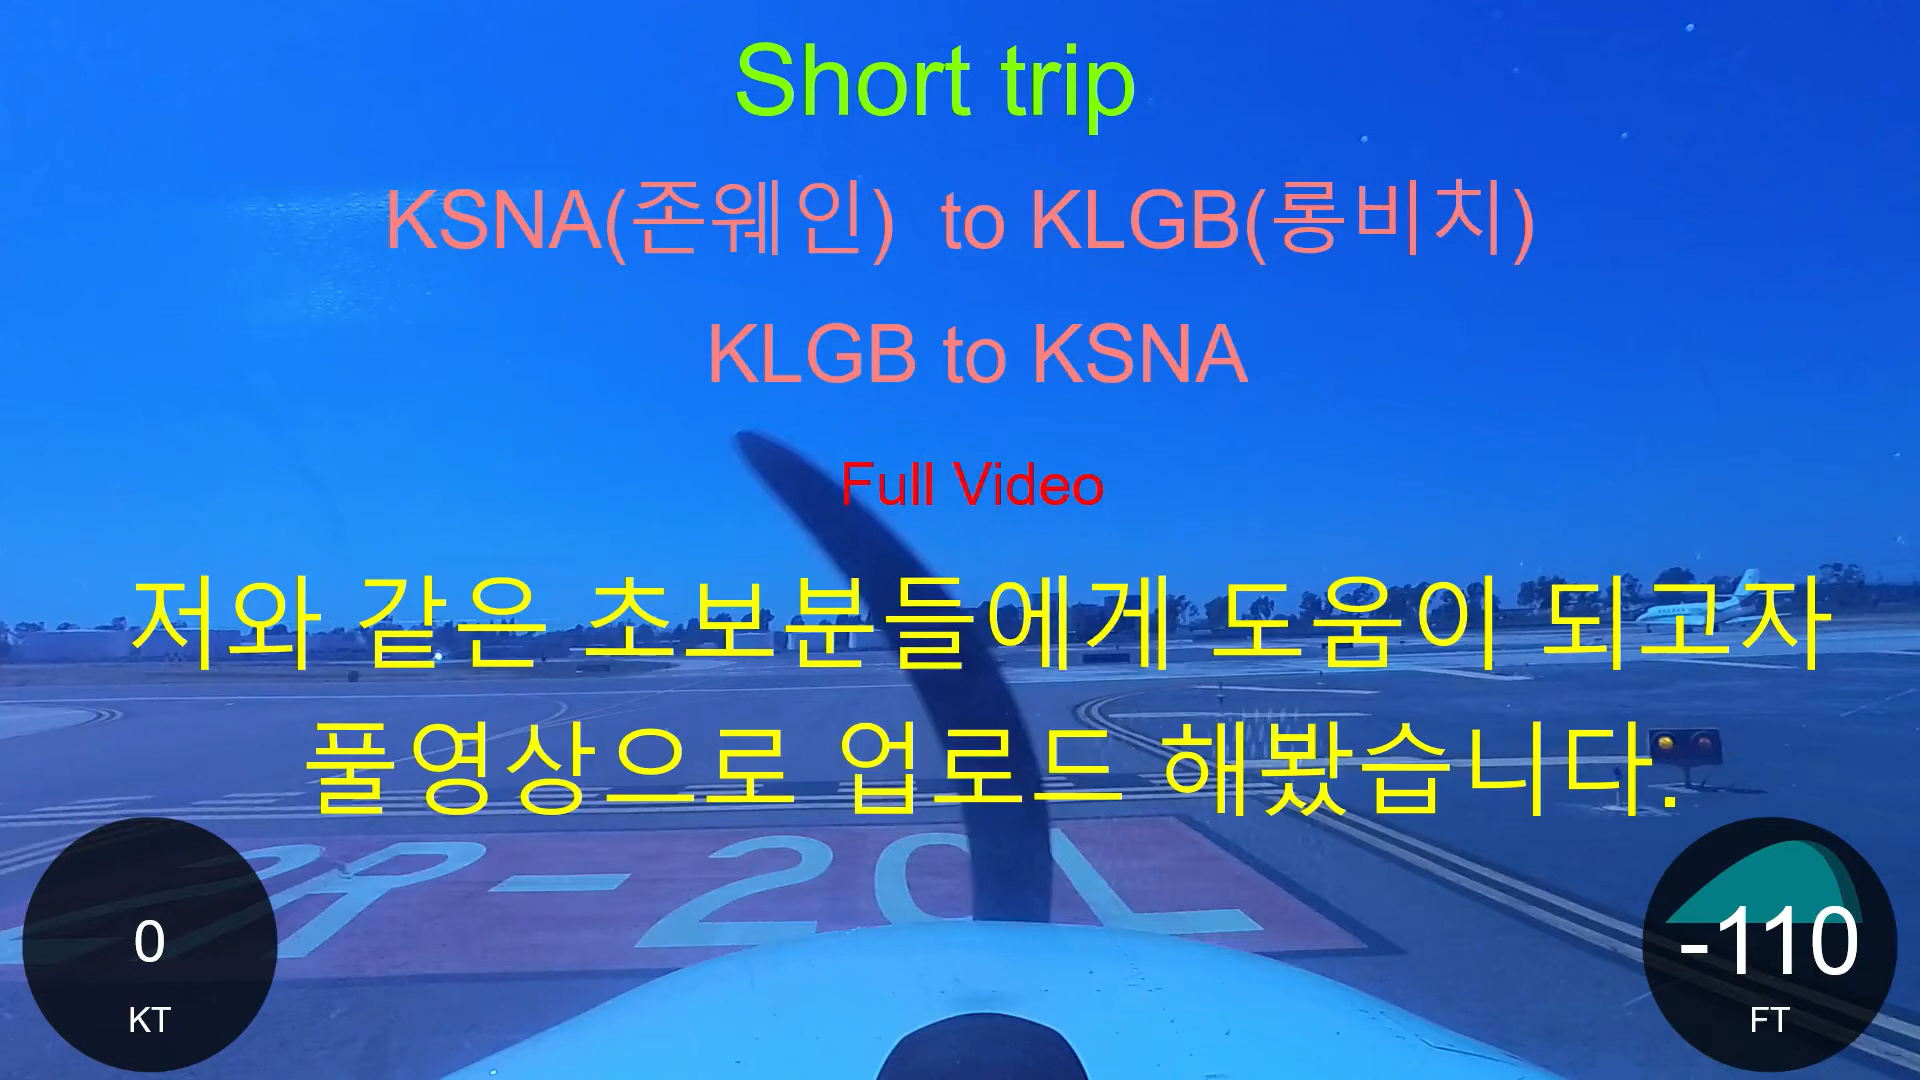 Short trip
KSNA(존웨인) to KLGB(롱비치)
KLGB to KSNA
Full Video
저와 같은 초보분들에게 도움이 되고자
풀영상으로 업로드 해봤습니다.
20L
0
KT
-110
FT